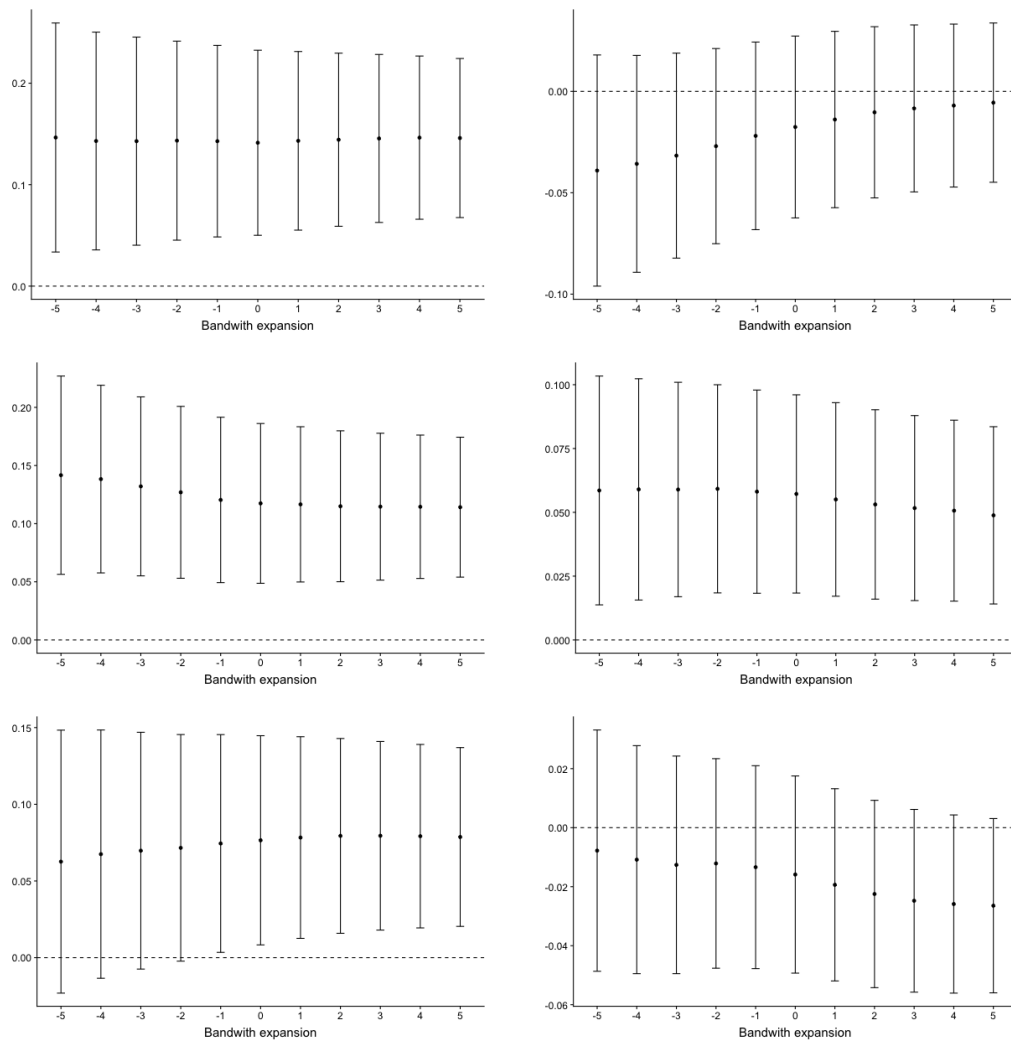 0.2
0.1
0.0
-5 -4 -3 -2 -1 0 1 2 3 4 5
Bandwith expansion
0.00
-0.05
-0.10
-5 -4 -3 -2 -1 0 1 2 3 4 5
Bandwith expansion
0.20
0.15
0.10
0.05
0.00
-5 -4 -3 -2 -1 0 1 2 3 4 5
Bandwith expansion
0.100
0.075
0.050
0.025
0.000
-5 -4 -3 -2 -1 0 1 2 3 4 5
Bandwith expansion
0.15
0.10
0.05
0.00
-5 -4 -3 -2 -1 0 1 2 3 4 5
Bandwith expansion
0.02
0.00
-0.02
-0.04
-0.06
-5 -4 -3 -2 -1 0 1 2 3 4 5
Bandwith expansion